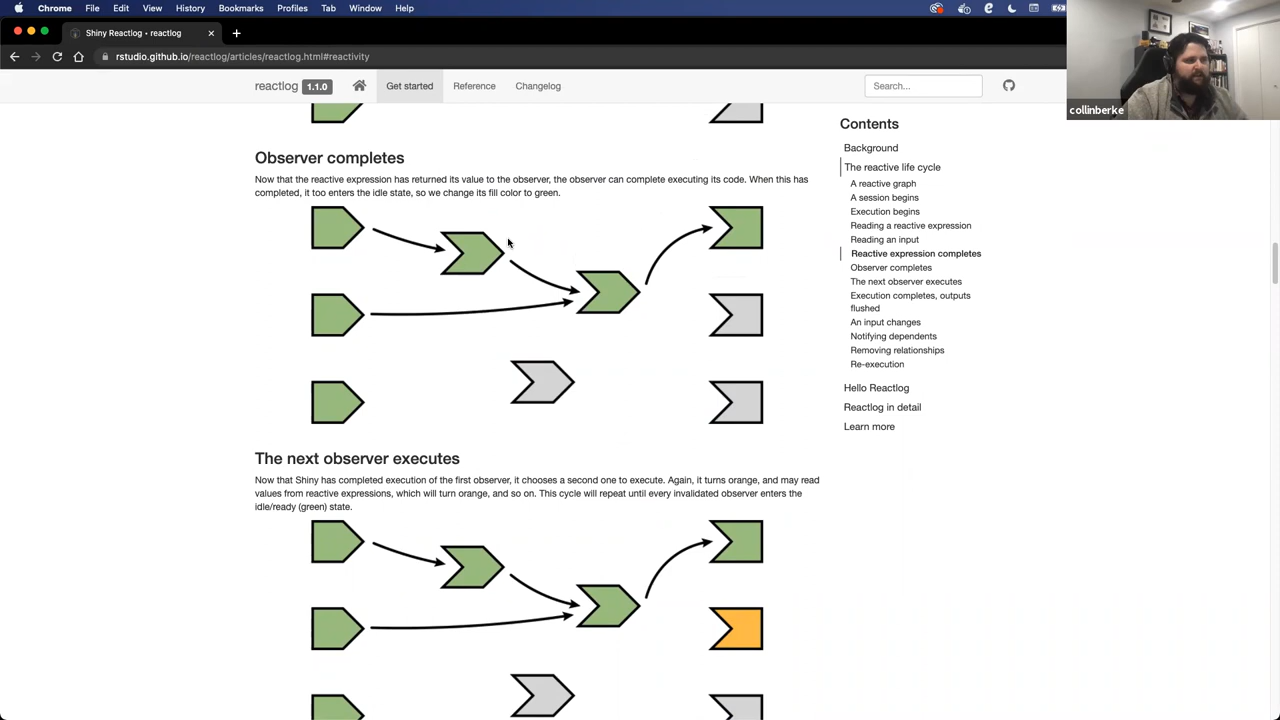 Chrome File Edit View History Bookmarks Profiles Tab Window Help
Shiny Reactlog • reactlog
rstudio.github.io/reactlog/articles/reactlog.html#reactivity
collinberke
reactlog 1.1.0 Get started Reference Changelog Search...
Observer completes
Now that the reactive expression has returned its value to the observer, the observer can complete executing its code. When this has
completed, it too enters the idle state, so we change its fill color to green.
The next observer executes
Now that Shiny has completed execution of the first observer, it chooses a second one to execute. Again, it turns orange, and may read
values from reactive expressions, which will turn orange, and so on. This cycle will repeat until every invalidated observer enters the
idle/ready (green) state.
Contents
Background
The reactive life cycle
A reactive graph
A session begins
Execution begins
Reading a reactive expression
Reading an input
Reactive expression completes
Observer completes
The next observer executes
Execution completes, outputs
flushed
An input changes
Notifying dependents
Removing relationships
Re-execution
Hello Reactlog
Reactlog in detail
Learn more